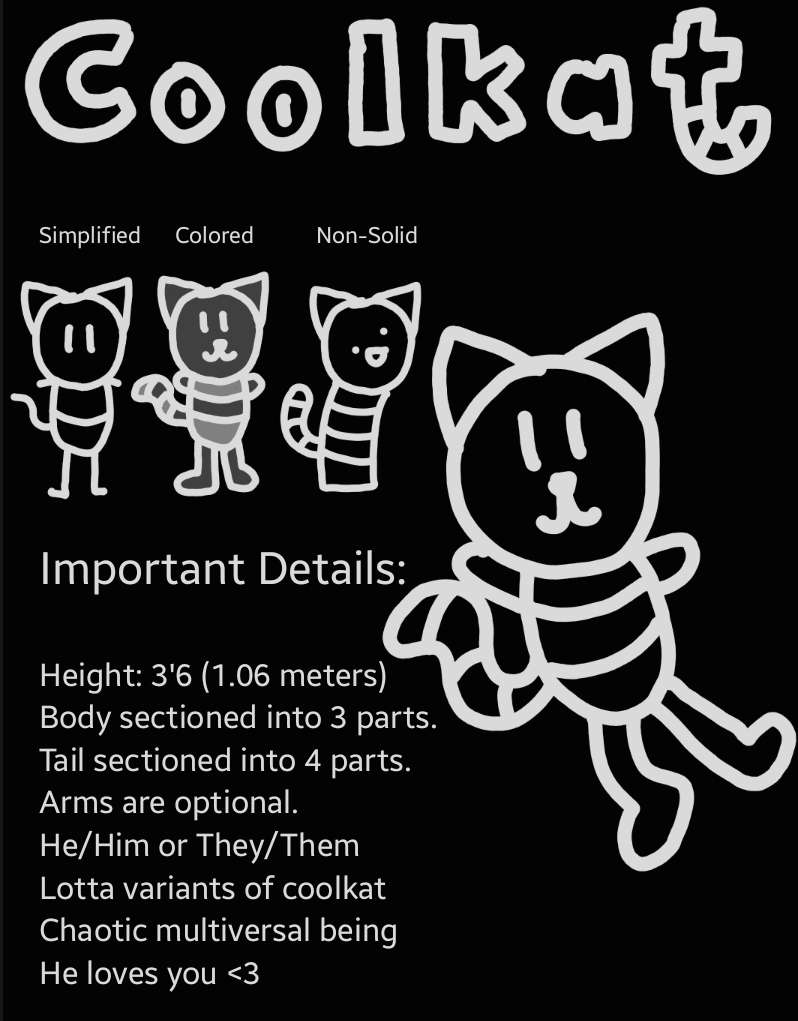 Coolkat
Simplified Colored Non-Solid
Important Details:
Height: 3'6 (1.06 meters)
Body sectioned into 3 parts.
Tail sectioned into 4 parts.
Arms are optional.
He/Him or They/Them
Lotta variants of coolkat
Chaotic multiversal being
He loves you <3